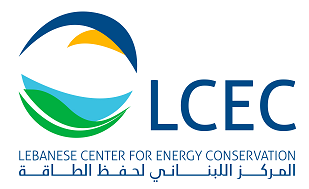 LCEC
LEBANESE CENTER FOR ENERGY CONSERVATION
المركز اللبناني لحفظ الطاقة